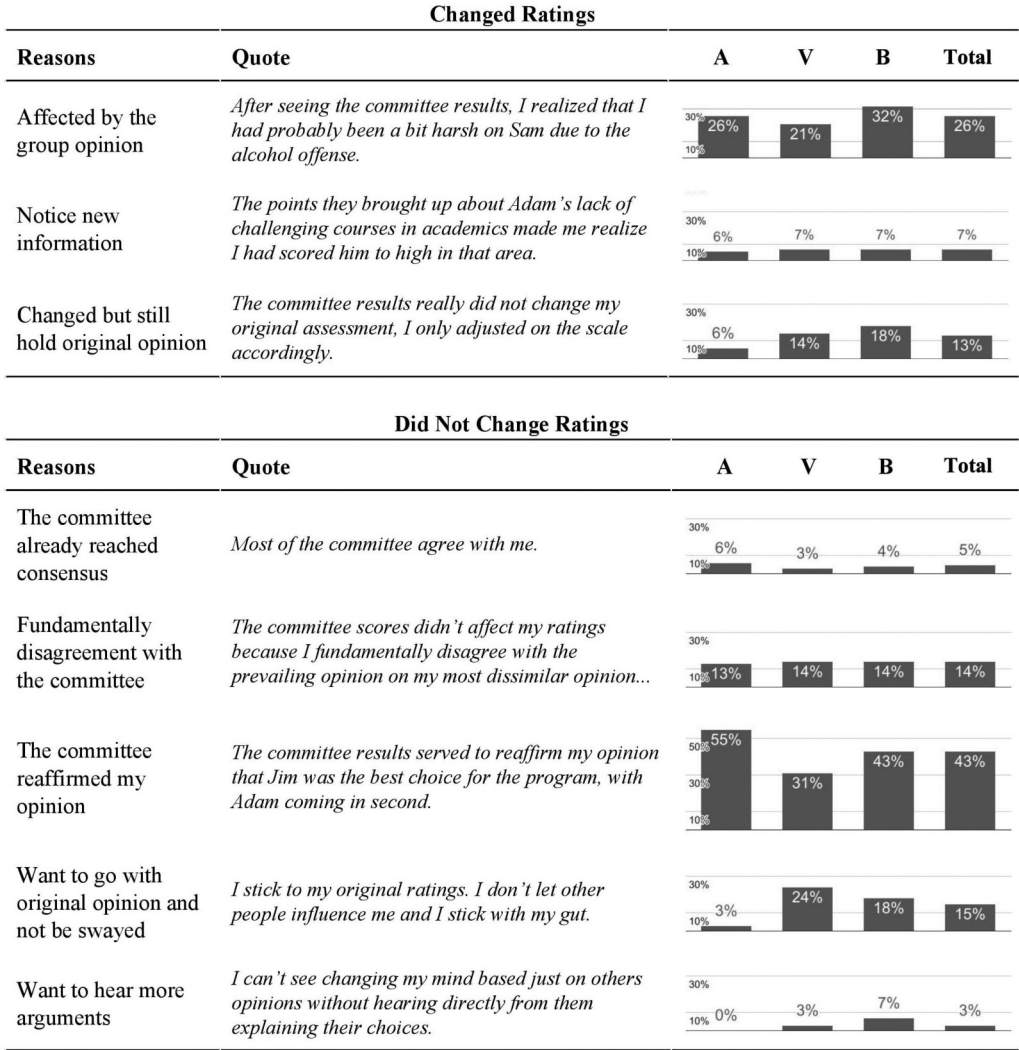 Changed Ratings
Reasons Quote A V B Total
Affected by the
group opinion
After seeing the committee results, I realized that I
had probably been a bit harsh on Sam due to the
alcohol offense.
30%
10%
26% 21% 32% 26%
Notice new
information
The points they brought up about Adam's lack of
challenging courses in academics made me realize
I had scored him to high in that area.
30%
10%
6% 7% 7% 7%
Changed but still
hold original opinion
The committee results really did not change my
original assessment, I only adjusted on the scale
accordingly.
30%
10%
6% 14% 18% 13%
Did Not Change Ratings
Reasons Quote A V B Total
The committee
already reached
consensus
Most of the committee agree with me.
30%
10%
6% 3% 4% 5%
Fundamentally
disagreement with
the committee
The committee scores didn't affect my ratings
because I fundamentally disagree with the
prevailing opinion on my most dissimilar opinion...
30%
10%
13% 14% 14% 14%
The committee
reaffirmed my
opinion
The committee results served to reaffirm my opinion
that Jim was the best choice for the program, with
Adam coming in second.
50%
30%
10%
55% 31% 43% 43%
Want to go with
original opinion and
not be swayed
I stick to my original ratings. I don't let other
people influence me and I stick with my gut.
30%
10%
3% 24% 18% 15%
Want to hear more
arguments
I can't see changing my mind based just on others
opinions without hearing directly from them
explaining their choices.
30%
10%
0% 3% 7% 3%